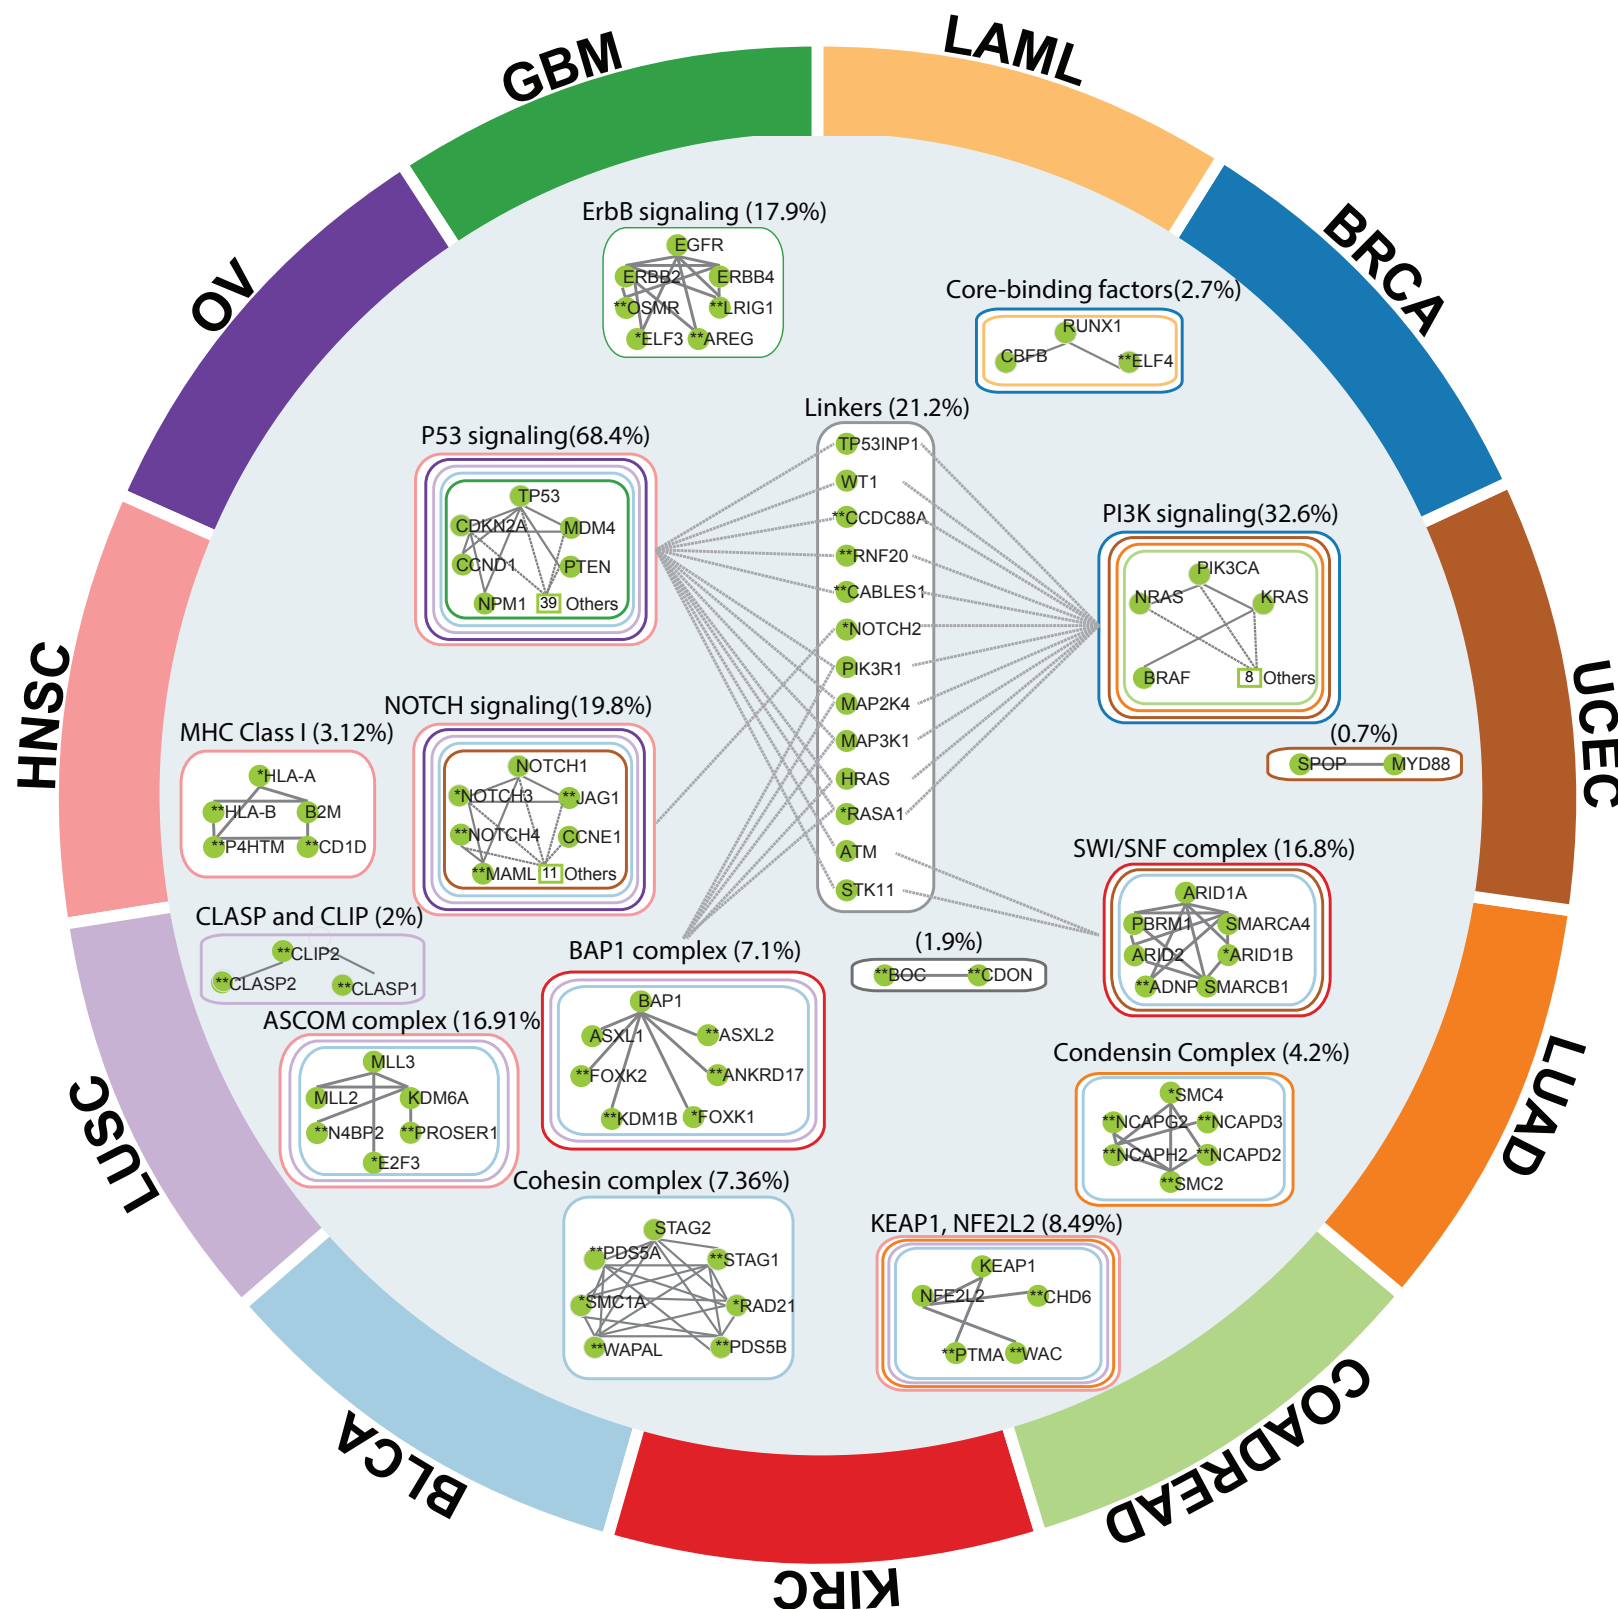 LAML
GBM
BRCA
OV
UCEC
HNSC
LUAD
LUSC
COADREAD
BLCA
KIRC
ErbB signaling (17.9%)
EGFR
ERBB2
ERBB4
**OSMR
**LRIG1
*ELF3
**AREG
Core-binding factors(2.7%)
RUNX1
CBFB
**ELF4
Linkers (21.2%)
TP53INP1
WT1
**CCDC88A
**RNF20
**CABLES1
*NOTCH2
PIK3R1
MAP2K4
MAP3K1
HRAS
*RASA1
ATM
STK11
P53 signaling(68.4%)
TP53
CDKN2A
MDM4
CCND1
PTEN
NPM1
39 Others
PI3K signaling(32.6%)
PIK3CA
NRAS
KRAS
BRAF
8 Others
(0.7%)
SPOP
MYD88
NOTCH signaling(19.8%)
NOTCH1
*NOTCH3
**JAG1
**NOTCH4
CCNE1
**MAML
11 Others
MHC Class I (3.12%)
*HLA-A
**HLA-B
B2M
**P4HTM
**CD1D
SWI/SNF complex (16.8%)
ARID1A
PBRM1
SMARCA4
ARID2
*ARID1B
**ADNP
SMARCB1
CLASP and CLIP (2%)
**CLIP2
**CLASP2
**CLASP1
(1.9%)
**BOC
**CDON
BAP1 complex (7.1%)
BAP1
ASXL1
**ASXL2
**FOXK2
**ANKRD17
**KDM1B
*FOXK1
ASCOM complex (16.91%
MLL3
MLL2
KDM6A
**N4BP2
**PROSER1
*E2F3
Condensin Complex (4.2%)
*SMC4
**NCAPG2
**NCAPD3
**NCAPH2
**NCAPD2
**SMC2
Cohesin complex (7.36%)
STAG2
**PDS5A
**STAG1
*SMC1A
*RAD21
**WAPAL
**PDS5B
KEAP1, NFE2L2 (8.49%)
KEAP1
NFE2L2
**CHD6
**PTMA
**WAC